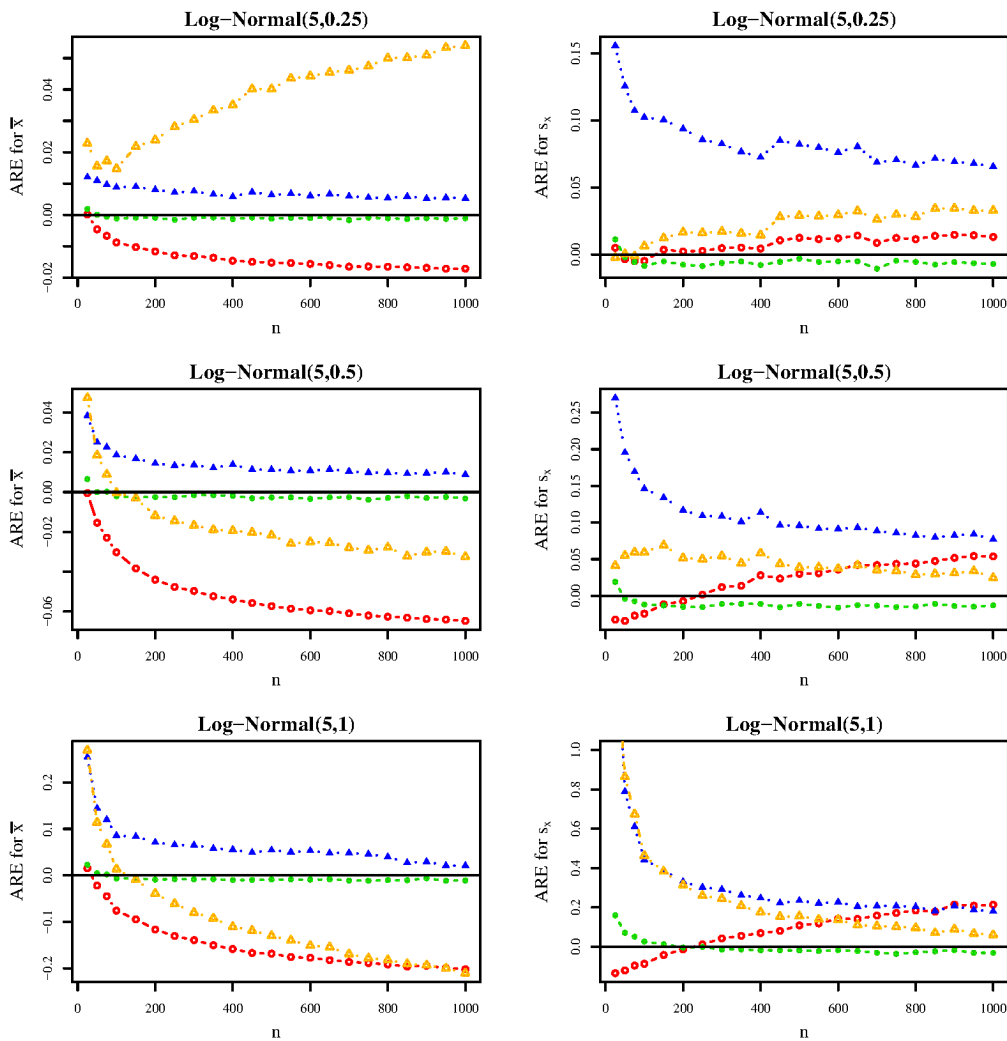 Log−Normal(5,0.25)
ARE for x̄
−0.02 0.00 0.02 0.04
0 200 400 600 800 1000
n
Log−Normal(5,0.25)
ARE for sx
0.00 0.05 0.10 0.15
0 200 400 600 800 1000
n
Log−Normal(5,0.5)
ARE for x̄
−0.06 −0.02 0.00 0.02 0.04
0 200 400 600 800 1000
n
Log−Normal(5,0.5)
ARE for sx
0.00 0.05 0.10 0.15 0.20 0.25
0 200 400 600 800 1000
n
Log−Normal(5,1)
ARE for x̄
−0.2 −0.1 0.0 0.1 0.2
0 200 400 600 800 1000
n
Log−Normal(5,1)
ARE for sx
0.0 0.2 0.4 0.6 0.8 1.0
0 200 400 600 800 1000
n